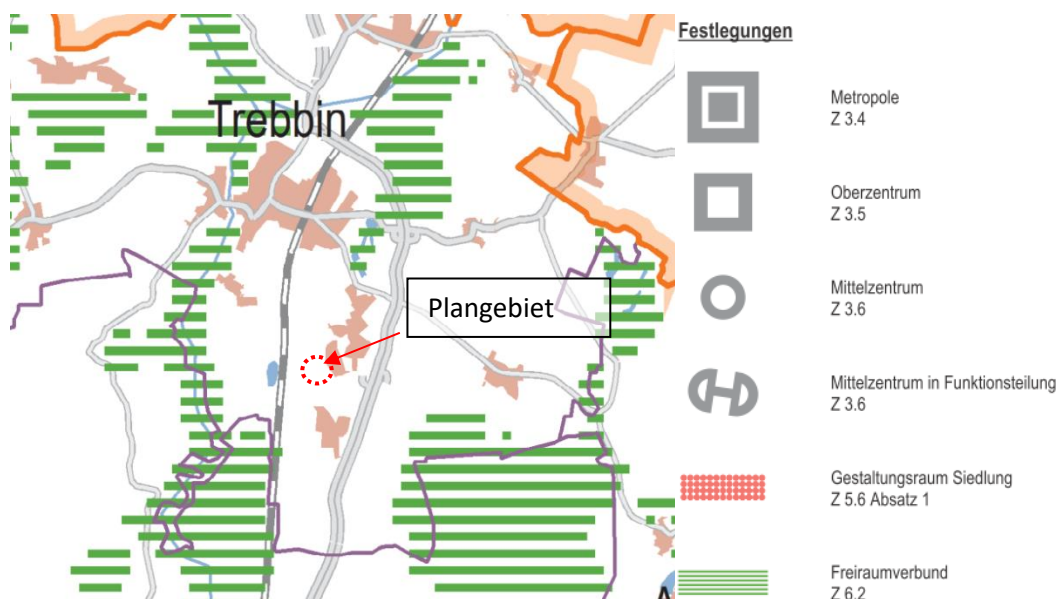 Trebbin
Plangebiet
Festlegungen
Metropole
Z 3.4
Oberzentrum
Z 3.5
Mittelzentrum
Z 3.6
Mittelzentrum in Funktionsteilung
Z 3.6
Gestaltungsraum Siedlung
Z 5.6 Absatz 1
Freiraumverbund
Z 6.2